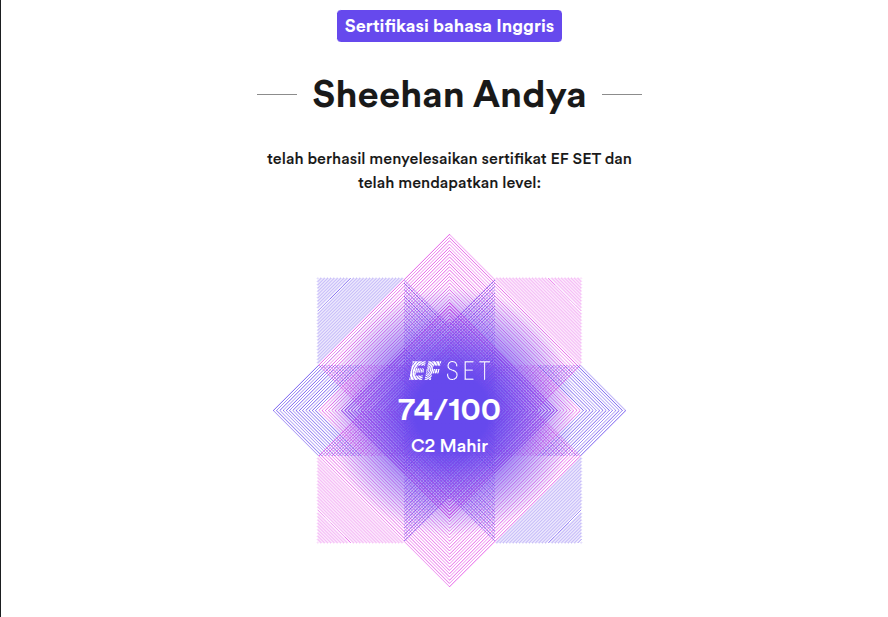 Sertifikasi bahasa Inggris
Sheehan Andya
telah berhasil menyelesaikan sertifikat EF SET dan
telah mendapatkan level:
EF SET
74/100
C2 Mahir